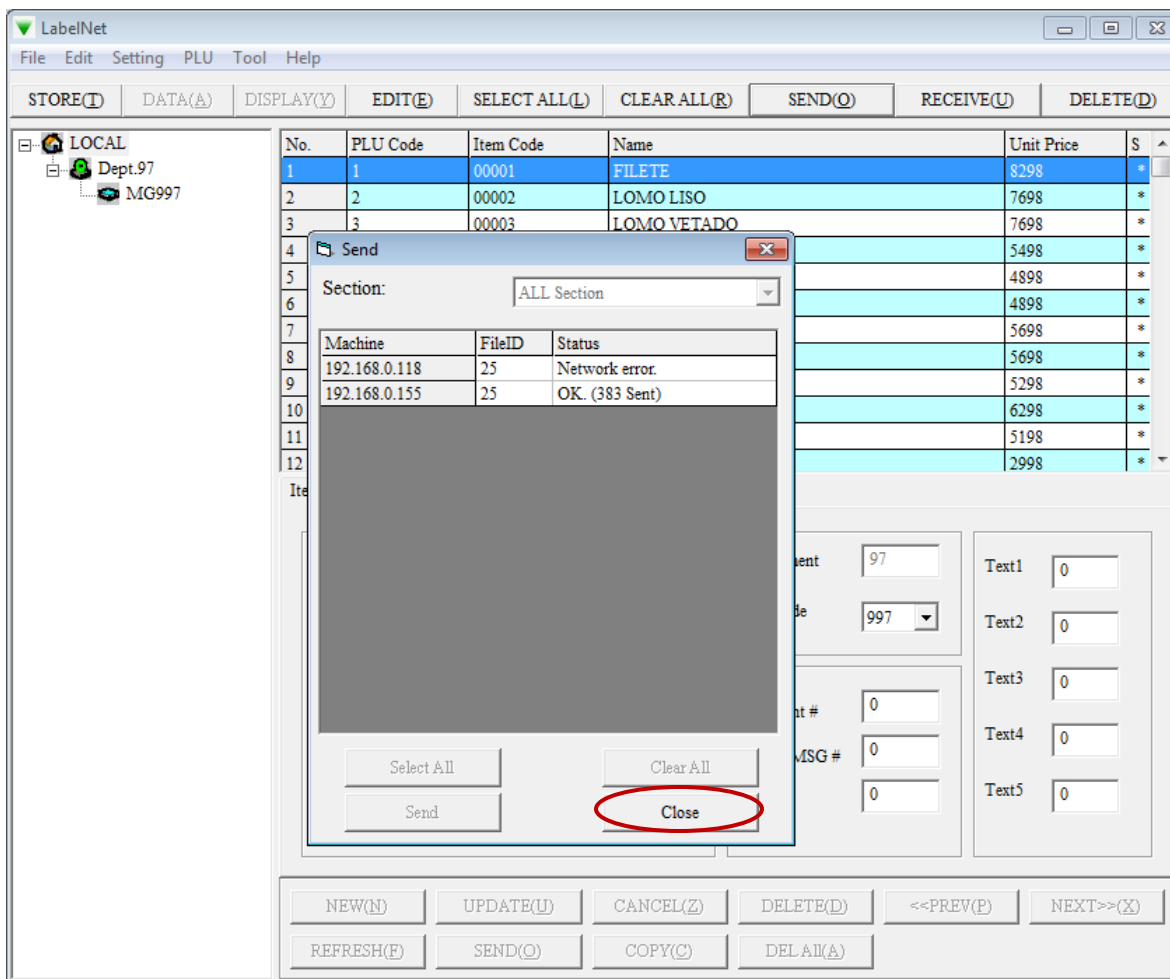 LabelNet
File Edit Setting PLU Tool Help
STORE(T) DATA(A) DISPLAY(Y) EDIT(E) SELECT ALL(L) CLEAR ALL(R) SEND(O) RECEIVE(U) DELETE(D)
LOCAL
Dept.97
MG997
No. PLU Code Item Code Name Unit Price S
1 1 00001 FILETE 8298 *
2 2 00002 LOMO LISO 7698 *
3 3 00003 LOMO VETADO 7698 *
4 5498 *
5 4898 *
6 4898 *
7 5698 *
8 5698 *
9 5298 *
10 6298 *
11 5198 *
12 2998 *
Send
Section: ALL Section
Machine FileID Status
192.168.0.118 25 Network error.
192.168.0.155 25 OK. (383 Sent)
Select All Clear All
Send Close
97
997
nt # 0
MSG # 0
0
Text1 0
Text2 0
Text3 0
Text4 0
Text5 0
NEW(N) UPDATE(U) CANCEL(Z) DELETE(D) <<PREV(P) NEXT>>(X)
REFRESH(F) SEND(O) COPY(C) DEL All(A)